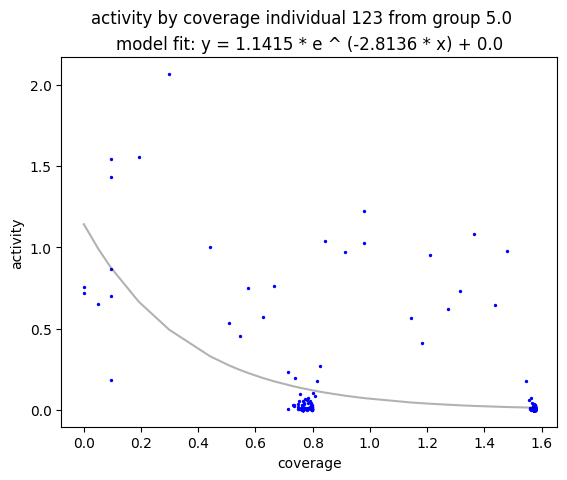 activity by coverage individual 123 from group 5.0
model fit: y = 1.1415 * e ^ (-2.8136 * x) + 0.0
2.0
1.5
1.0
0.5
0.0
activity
0.0 0.2 0.4 0.6 0.8 1.0 1.2 1.4 1.6
coverage